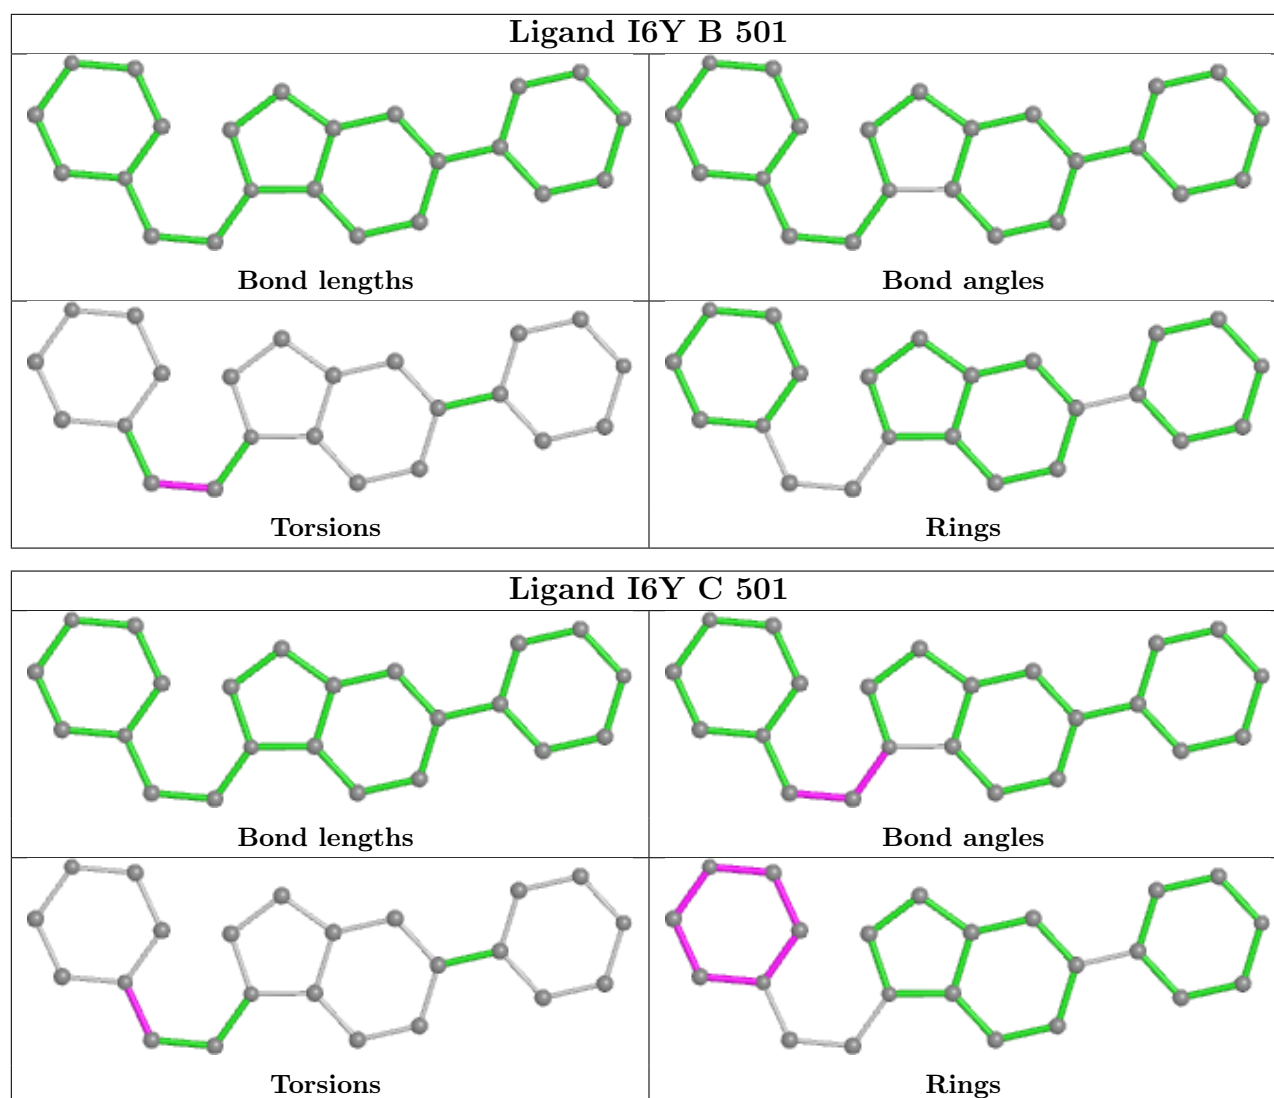 Ligand I6Y B 501
Bond lengths
Bond angles
Torsions
Rings
Ligand I6Y C 501
Bond lengths
Bond angles
Torsions
Rings